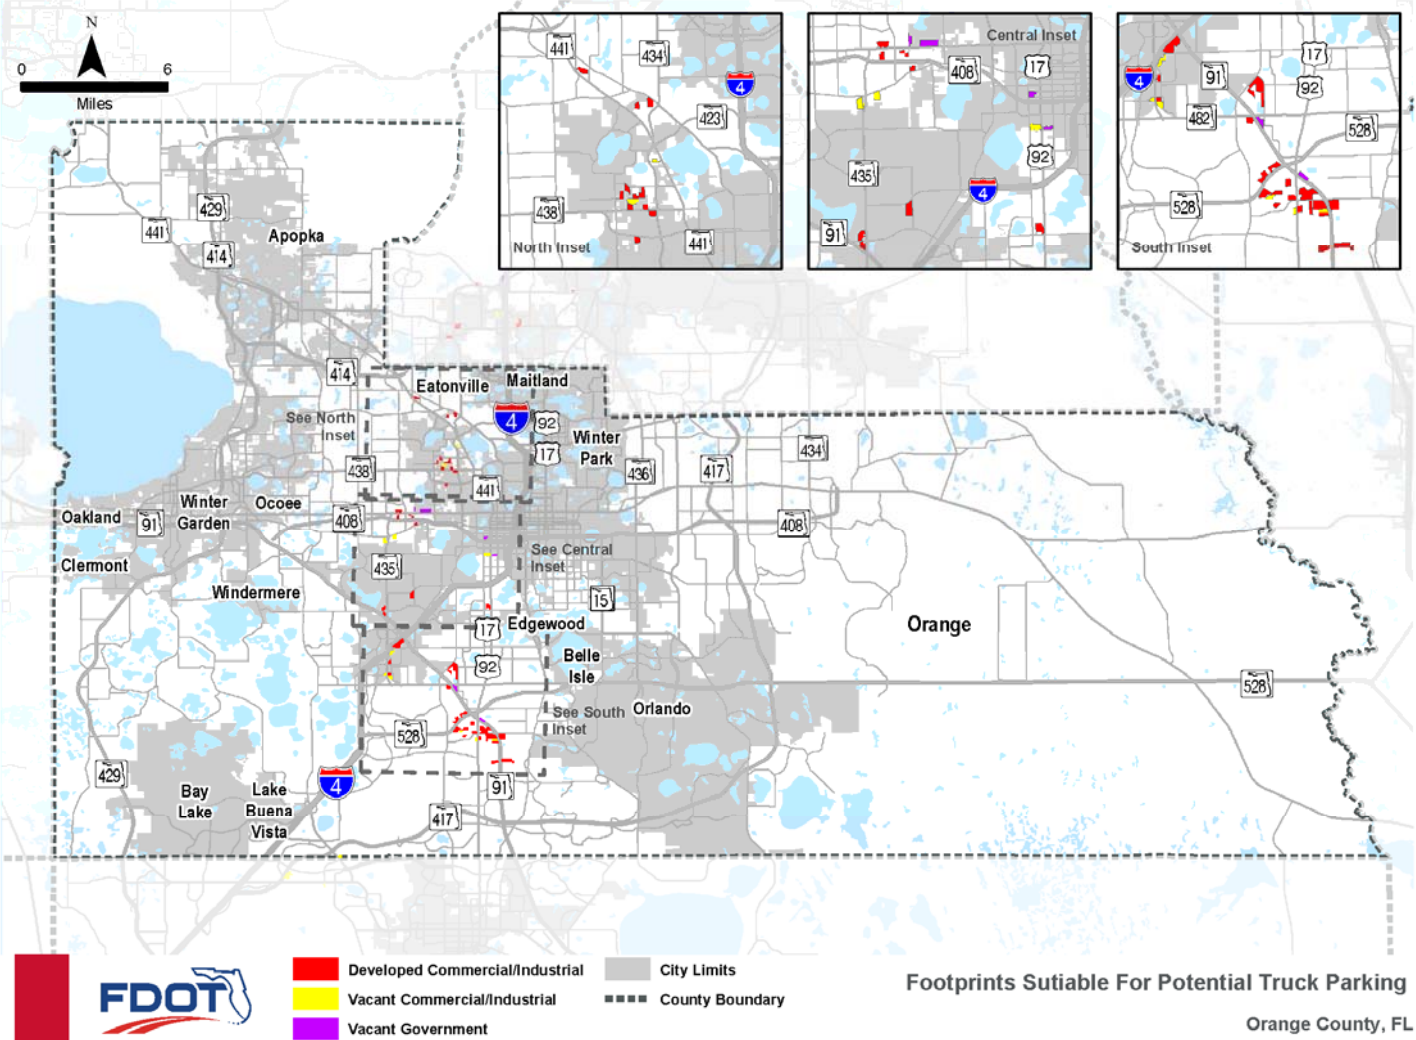 N
0 6
Miles
441
434
4
423
438
441
North Inset
Central Inset
17
408
92
435
4
91
17
4
91
92
482
528
528
South Inset
429
441
414
Apopka
414
Eatonville
Maitland
4
92
17
See North
Inset
Winter
Park
438
441
436
417
434
Oakland
91
Winter
Garden
Ocoee
408
408
See Central
Inset
Clermont
435
Windermere
15
17
Edgewood
Orange
92
Belle
Isle
528
See South
Inset
Orlando
528
429
4
91
Bay
Lake
Lake
Buena
Vista
417
FDOT
Developed Commercial/Industrial
Vacant Commercial/Industrial
Vacant Government
City Limits
County Boundary
Footprints Sutiable For Potential Truck Parking
Orange County, FL